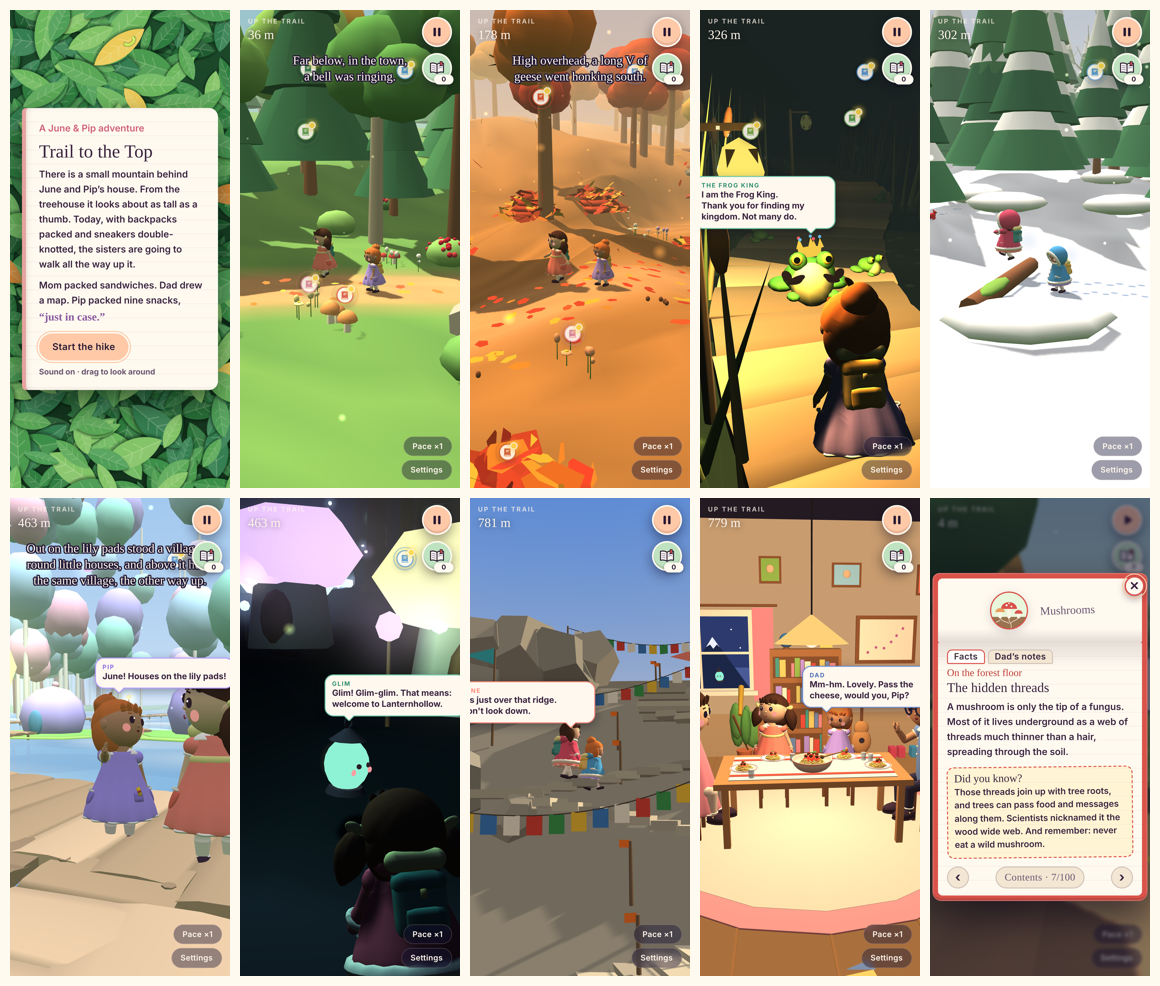 A June & Pip adventure
Trail to the Top
There is a small mountain behind
June and Pip's house. From the
treehouse it looks about as tall as a
thumb. Today, with backpacks
packed and sneakers double-
knotted, the sisters are going to
walk all the way up it.
Mom packed sandwiches. Dad drew
a map. Pip packed nine snacks,
“just in case.”
Start the hike
Sound on · drag to look around
UP THE TRAIL
36 m
Far below, in the town,
a bell was ringing.
0
Pace ×1
Settings
UP THE TRAIL
178 m
High overhead, a long V of
geese went honking south.
0
Pace ×1
Settings
UP THE TRAIL
326 m
0
THE FROG KING
I am the Frog King.
Thank you for finding my
kingdom. Not many do.
Pace ×1
Settings
UP THE TRAIL
302 m
0
Pace ×1
Settings
UP THE TRAIL
463 m
Out on the lily pads stood a
round little houses, and above it
the same village, the other way up.
0
PIP
June! Houses on the lily pads!
Pace ×1
Settings
UP THE TRAIL
463 m
0
GLIM
Glim! Glim-glim. That means:
welcome to Lanternhollow.
Pace ×1
Settings
UP THE TRAIL
781 m
0
just over that ridge.
look down.
Pace ×1
Settings
UP THE TRAIL
779 m
0
DAD
Mm-hm. Lovely. Pass the
cheese, would you, Pip?
Pace ×1
Settings
UP THE TRAIL
4 m
Mushrooms
Facts
Dad's notes
On the forest floor
The hidden threads
A mushroom is only the tip of a fungus.
Most of it lives underground as a web of
threads much thinner than a hair,
spreading through the soil.
Did you know?
Those threads join up with tree roots,
and trees can pass food and messages
along them. Scientists nicknamed it the
wood wide web. And remember: never
eat a wild mushroom.
Contents · 7/100
Pace ×1
Settings